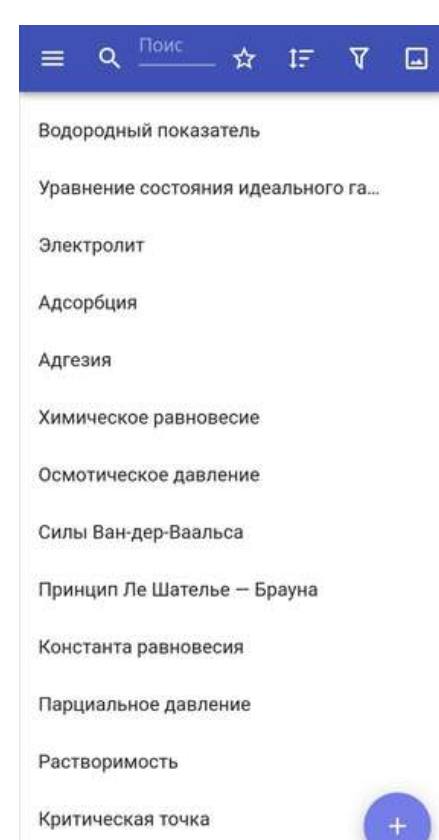 Поис
Водородный показатель
Уравнение состояния идеального га...
Электролит
Адсорбция
Адгезия
Химическое равновесие
Осмотическое давление
Силы Ван-дер-Ваальса
Принцип Ле Шателье — Брауна
Константа равновесия
Парциальное давление
Растворимость
Критическая точка